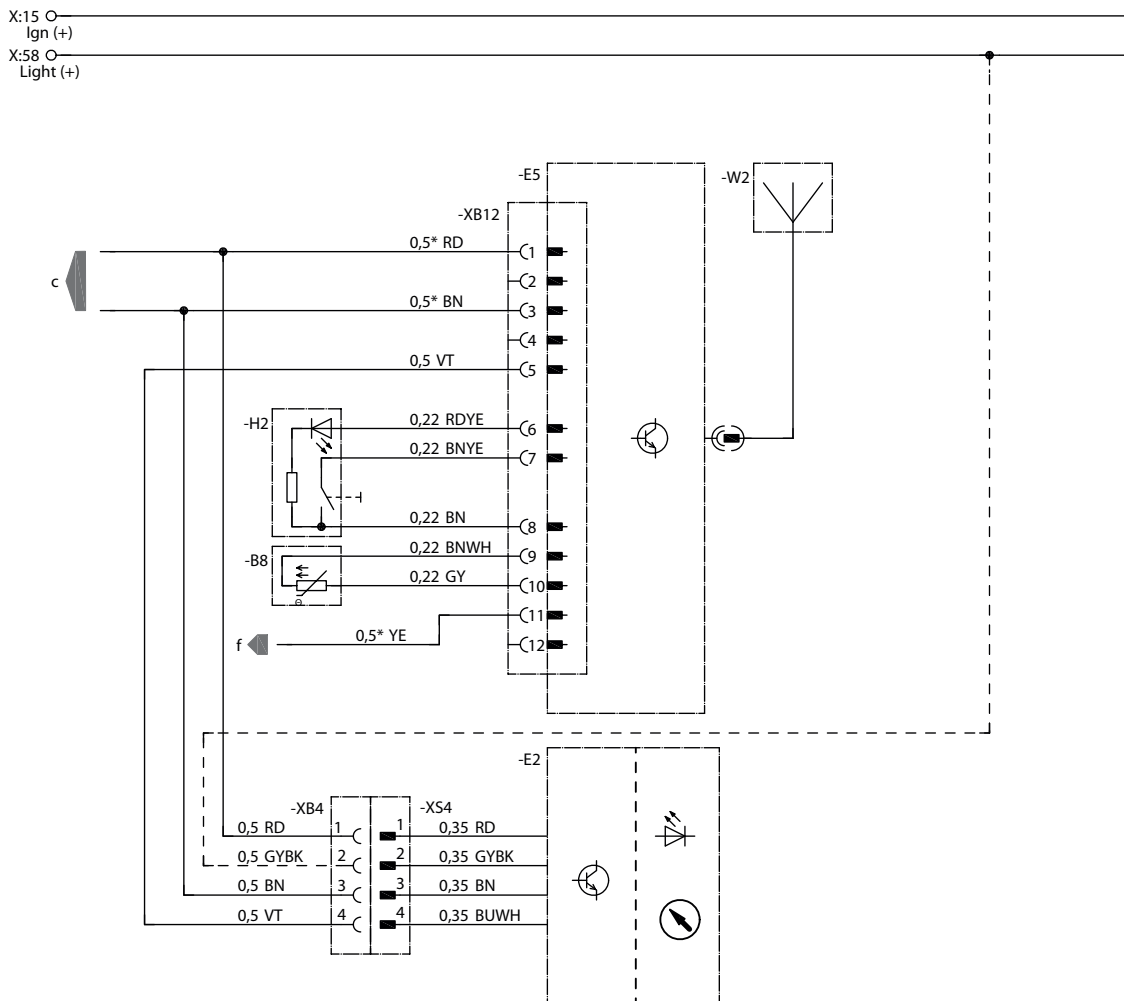 X:15
Ign (+)
X:58
Light (+)
-E5
-W2
-XB12
0,5* RD
1
2
c
0,5* BN
3
4
0,5 VT
5
-H2
0,22 RDYE
6
0,22 BNYE
7
0,22 BN
8
-B8
0,22 BNWH
9
0,22 GY
10
11
f
0,5* YE
12
-E2
-XB4
-XS4
0,5 RD
1
1
0,35 RD
0,5 GYBK
2
2
0,35 GYBK
0,5 BN
3
3
0,35 BN
0,5 VT
4
4
0,35 BUWH